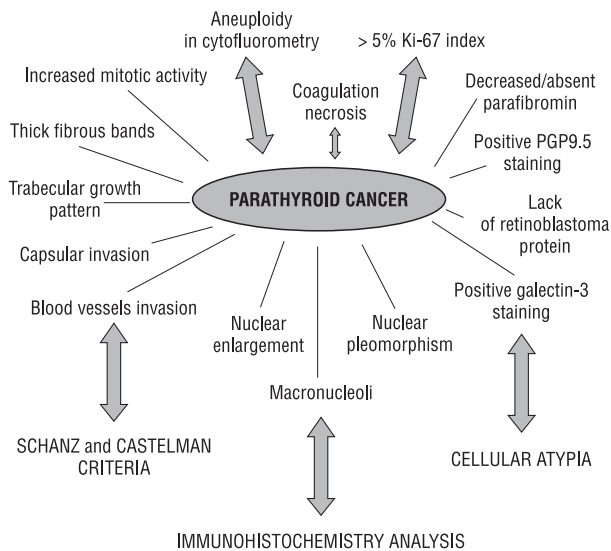 Aneuploidy
in cytofluorometry
> 5% Ki-67 index
Increased mitotic activity
Coagulation
necrosis
Decreased/absent
parafibromin
Thick fibrous bands
Positive PGP9.5
staining
Trabecular growth
pattern
PARATHYROID CANCER
Lack
of retinoblastoma
protein
Capsular invasion
Blood vessels invasion
Positive galectin-3
staining
Nuclear
enlargement
Nuclear
pleomorphism
Macronucleoli
SCHANZ and CASTELMAN
CRITERIA
CELLULAR ATYPIA
IMMUNOHISTOCHEMISTRY ANALYSIS